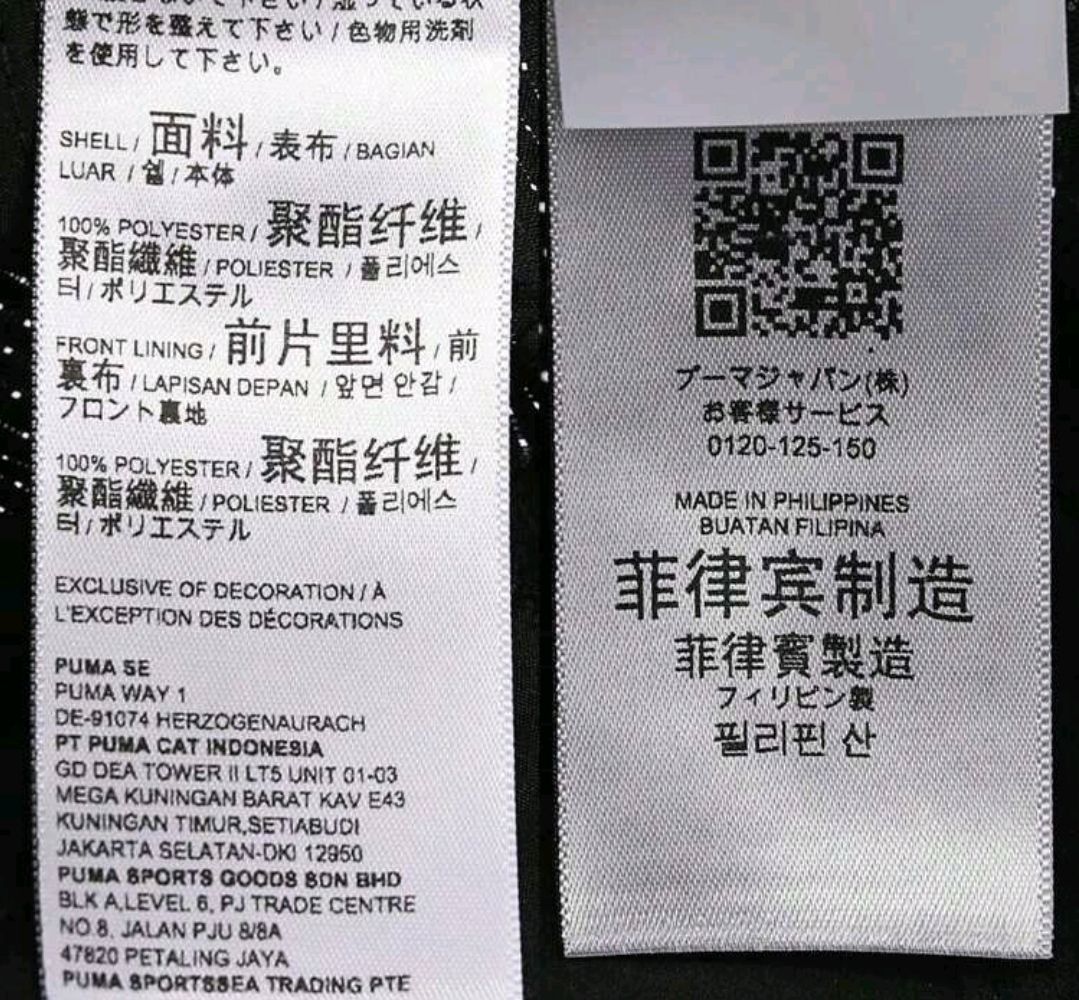 態で形を整えて下さい / 色物用洗剤
を使用して下さい。
SHELL / 面料 / 表布 / BAGIAN
LUAR / 쉘 / 本体
100% POLYESTER / 聚酯纤维 /
聚酯纖維 / POLIESTER / 폴리에스
터 / ポリエステル
FRONT LINING / 前片里料 / 前
裏布 / LAPISAN DEPAN / 앞면 안감 /
フロント裏地
100% POLYESTER / 聚酯纤维 /
聚酯纖維 / POLIESTER / 폴리에스
터 / ポリエステル
EXCLUSIVE OF DECORATION / À
L'EXCEPTION DES DÉCORATIONS
PUMA SE
PUMA WAY 1
DE-91074 HERZOGENAURACH
PT PUMA CAT INDONESIA
GD DEA TOWER II LT5 UNIT 01-03
MEGA KUNINGAN BARAT KAV E43
KUNINGAN TIMUR,SETIABUDI
JAKARTA SELATAN-DKI 12950
PUMA SPORTS GOODS SDN BHD
BLK A,LEVEL 6, PJ TRADE CENTRE
NO.8, JALAN PJU 8/8A
47820 PETALING JAYA
PUMA SPORTSSEA TRADING PTE
プーマジャパン(株)
お客様サービス
0120-125-150
MADE IN PHILIPPINES
BUATAN FILIPINA
菲律宾制造
菲律賓製造
フィリピン製
필리핀 산